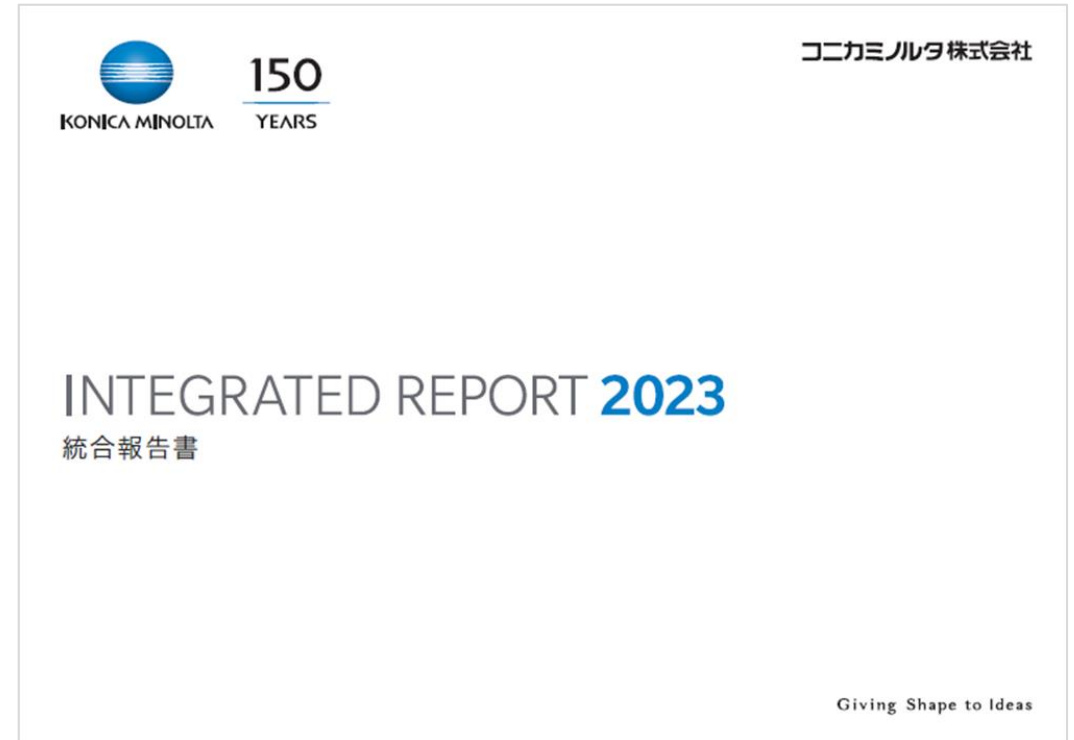 KONICA MINOLTA
150
YEARS
コニカミノルタ株式会社
INTEGRATED REPORT 2023
統合報告書
Giving Shape to Ideas